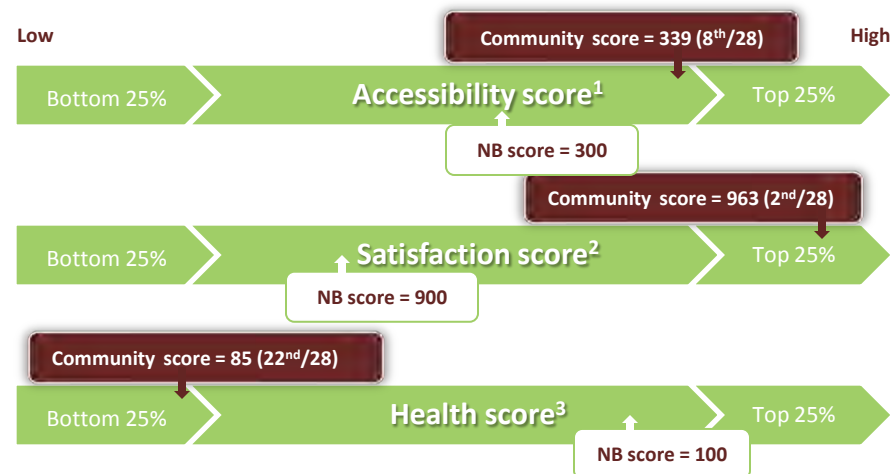 Low
Community score = 339 (8th/28)
High
Bottom 25%
Accessibility score1
Top 25%
NB score = 300
Community score = 963 (2nd/28)
Bottom 25%
Satisfaction score2
Top 25%
NB score = 900
Community score = 85 (22nd/28)
Bottom 25%
Health score3
Top 25%
NB score = 100